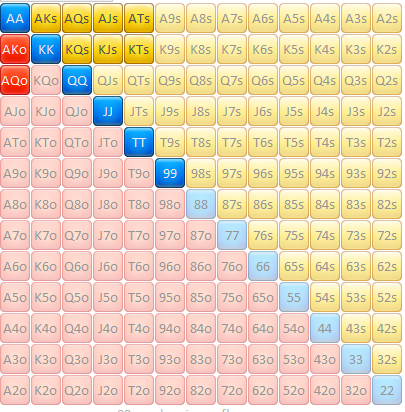 AA AKs AQs AJs ATs A9s A8s A7s A6s A5s A4s A3s A2s
AKo KK KQs KJs KTs K9s K8s K7s K6s K5s K4s K3s K2s
AQo KQo QQ QJs QTs Q9s Q8s Q7s Q6s Q5s Q4s Q3s Q2s
AJo KJo QJo JJ JTs J9s J8s J7s J6s J5s J4s J3s J2s
ATo KTo QTo JTo TT T9s T8s T7s T6s T5s T4s T3s T2s
A9o K9o Q9o J9o T9o 99 98s 97s 96s 95s 94s 93s 92s
A8o K8o Q8o J8o T8o 98o 88 87s 86s 85s 84s 83s 82s
A7o K7o Q7o J7o T7o 97o 87o 77 76s 75s 74s 73s 72s
A6o K6o Q6o J6o T6o 96o 86o 76o 66 65s 64s 63s 62s
A5o K5o Q5o J5o T5o 95o 85o 75o 65o 55 54s 53s 52s
A4o K4o Q4o J4o T4o 94o 84o 74o 64o 54o 44 43s 42s
A3o K3o Q3o J3o T3o 93o 83o 73o 63o 53o 43o 33 32s
A2o K2o Q2o J2o T2o 92o 82o 72o 62o 52o 42o 32o 22